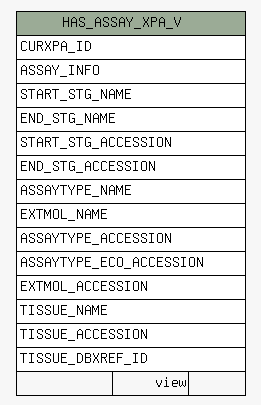 HAS_ASSAY_XPA_V
CURXPA_ID
ASSAY_INFO
START_STG_NAME
END_STG_NAME
START_STG_ACCESSION
END_STG_ACCESSION
ASSAYTYPE_NAME
EXTMOL_NAME
ASSAYTYPE_ACCESSION
ASSAYTYPE_ECO_ACCESSION
EXTMOL_ACCESSION
TISSUE_NAME
TISSUE_ACCESSION
TISSUE_DBXREF_ID
view